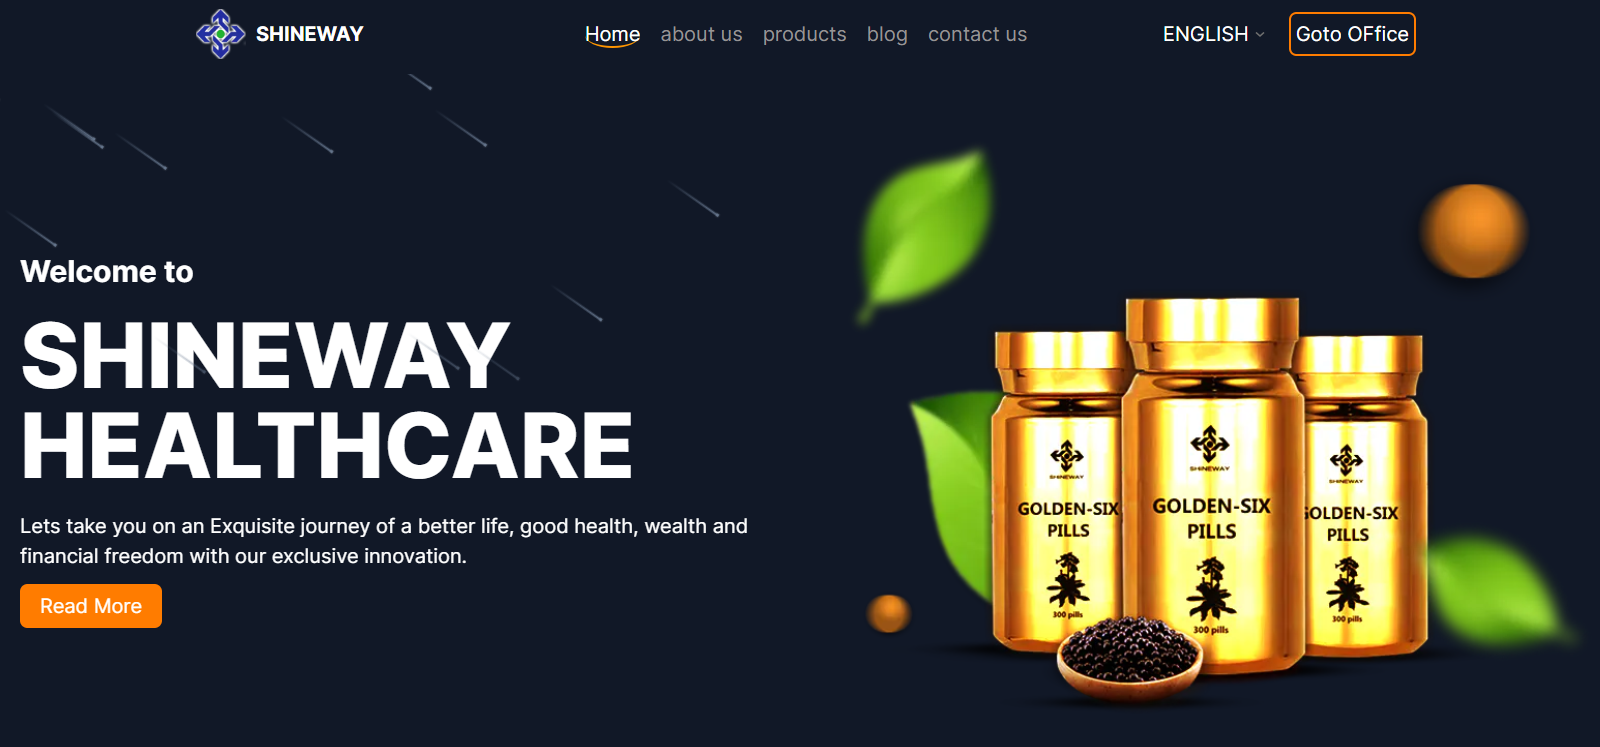 SHINEWAY
Home about us products blog contact us
ENGLISH
Goto OFfice
Welcome to
SHINEWAY
HEALTHCARE
Lets take you on an Exquisite journey of a better life, good health, wealth and
financial freedom with our exclusive innovation.
Read More
SHINEWAY
GOLDEN-SIX
PILLS
300 pills
SHINEWAY
GOLDEN-SIX
PILLS
300 pills
SHINEWAY
GOLDEN-SIX
PILLS
300 pills